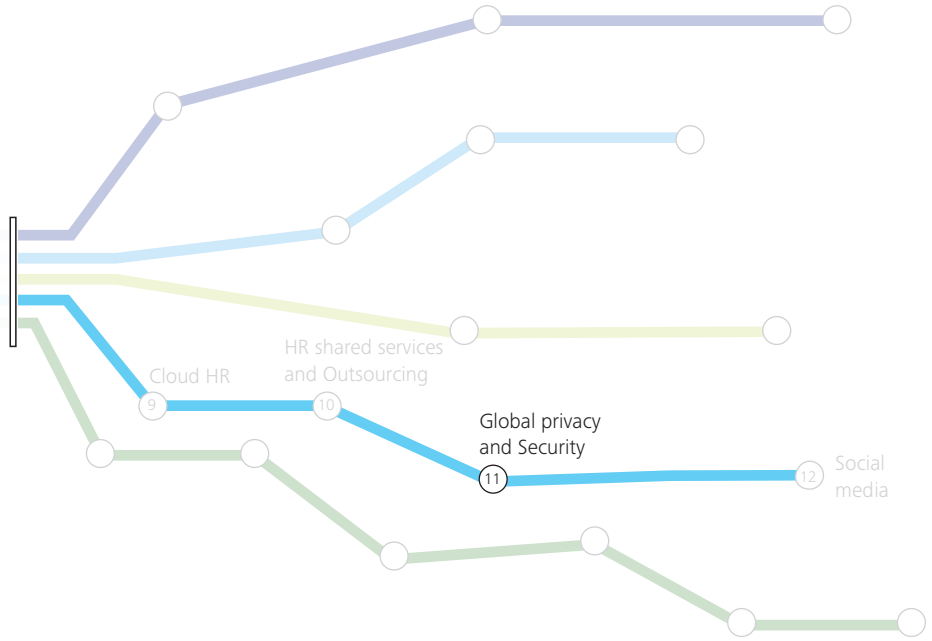 HR shared services
and Outsourcing
Cloud HR
9
10
Global privacy
and Security
11
12
Social
media